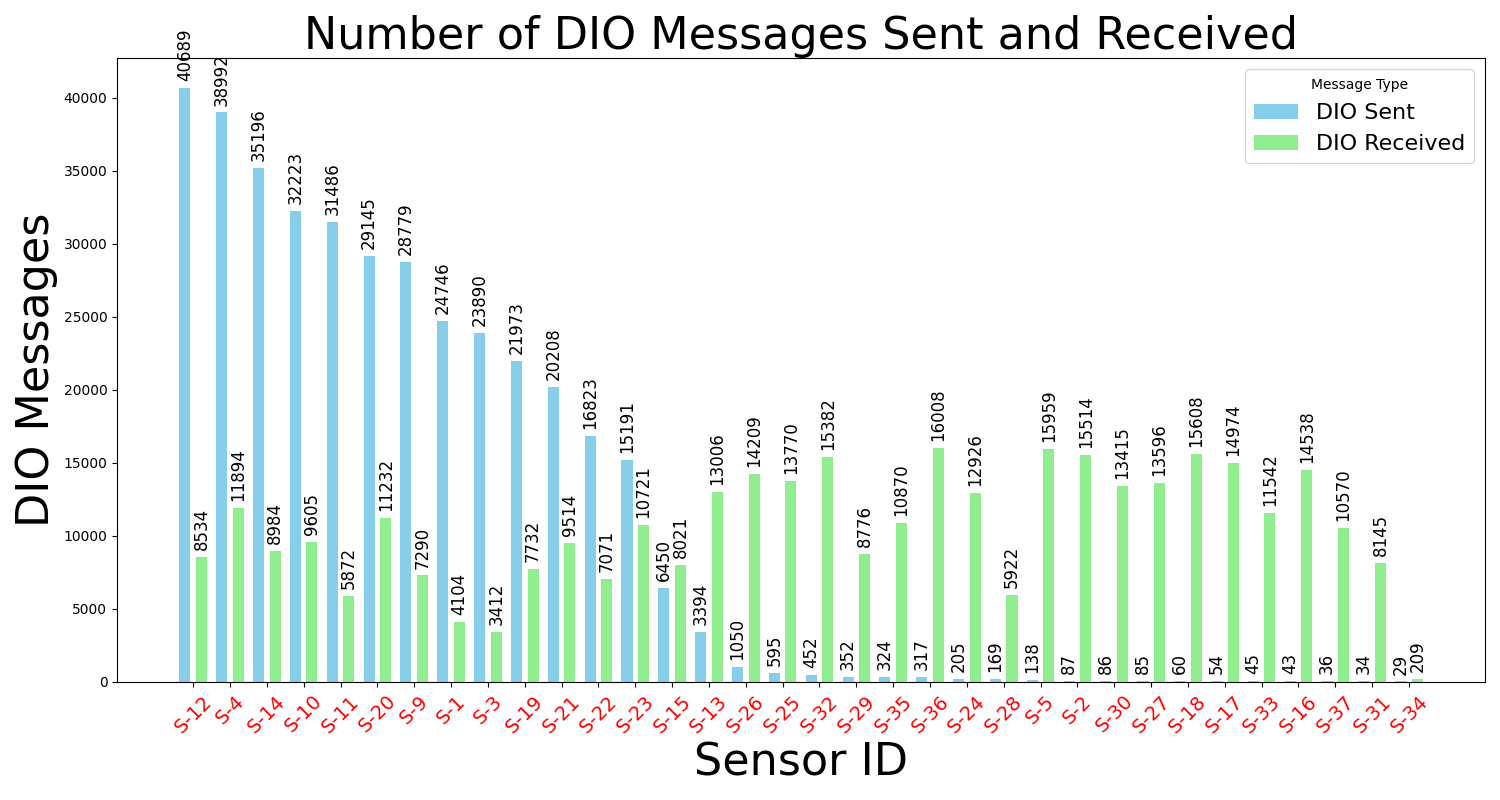 Number of DIO Messages Sent and Received
Message Type
DIO Sent
DIO Received
DIO Messages
40000
35000
30000
25000
20000
15000
10000
5000
0
40689
8534
38992
11894
35196
8984
32223
9605
31486
5872
29145
11232
28779
7290
24746
4104
23890
3412
21973
7732
20208
9514
16823
7071
15191
10721
6450
8021
3394
13006
1050
14209
595
13770
452
15382
352
8776
324
10870
317
16008
205
12926
169
5922
138
15959
87
15514
86
13415
85
13596
60
15608
54
14974
45
11542
43
14538
36
10570
34
8145
29
209
S-12
S-4
S-14
S-10
S-11
S-20
S-9
S-1
S-3
S-19
S-21
S-22
S-23
S-15
S-13
S-26
S-25
S-32
S-29
S-35
S-36
S-24
S-28
S-5
S-2
S-30
S-27
S-18
S-17
S-33
S-16
S-37
S-31
S-34
Sensor ID